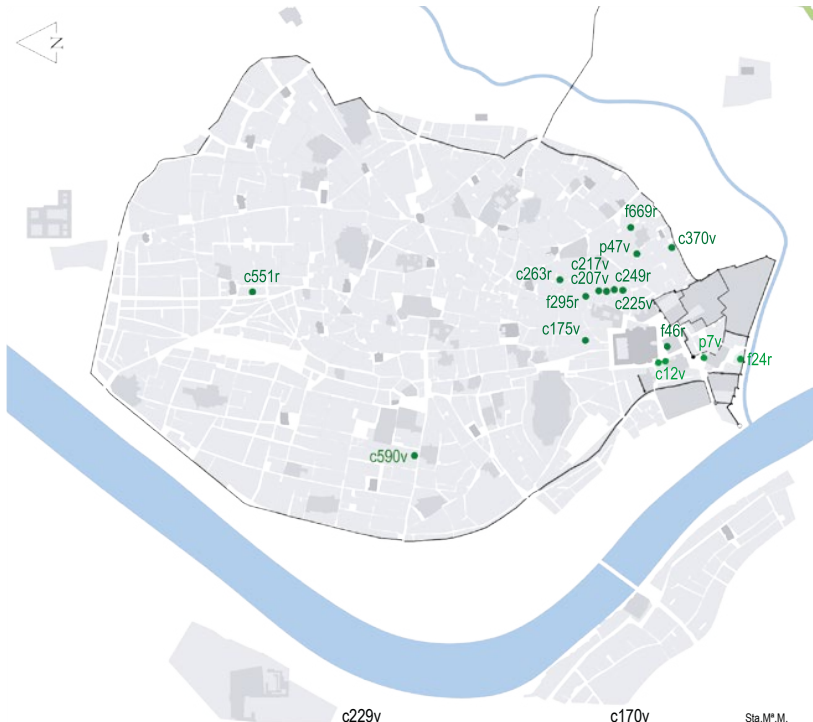 N
f669r
c370v
p47v
c217v
c263r
c207v
c249r
c551r
f295r
c225v
c175v
f46r
p7v
f24r
c12v
c590v
c229v
c170v
Sta.Mª.M.